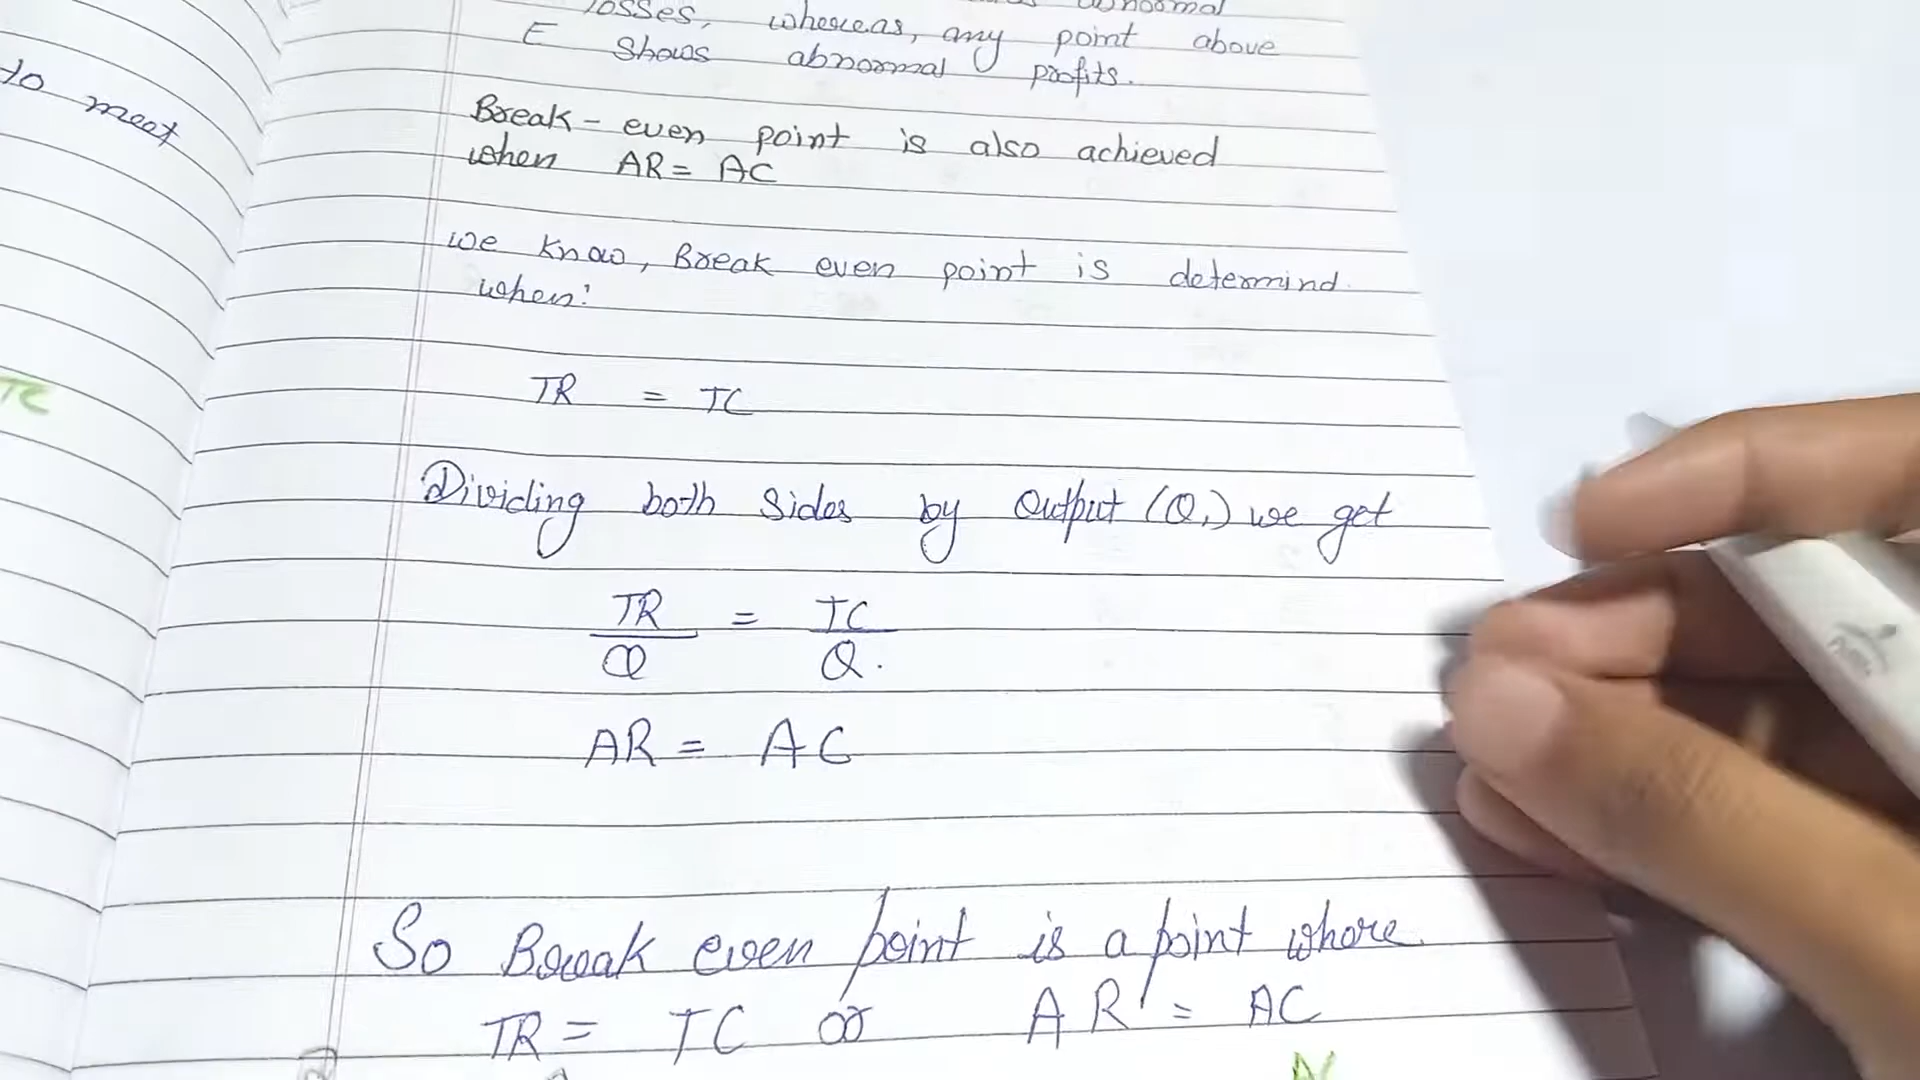 losses, whereas, any point above
E shows abnormal profits.
to meet
Break-even point is also achieved
when AR = AC
we know, Break even point is determind
when:
TC
TR = TC
Dividing both Sides by Output (Q,) we get
TR = TC
Q Q.
AR = AC
So Break even point is a point where
TR = TC or AR = AC